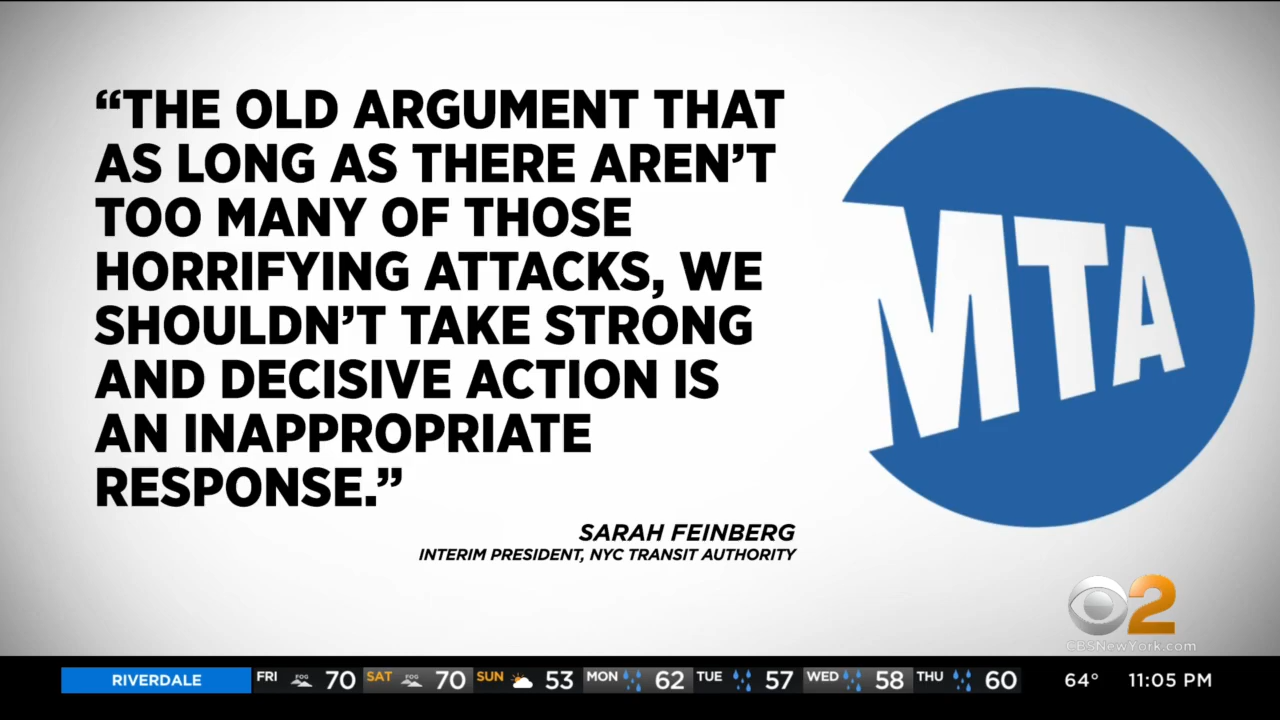 “THE OLD ARGUMENT THAT
AS LONG AS THERE AREN’T
TOO MANY OF THOSE
HORRIFYING ATTACKS, WE
SHOULDN’T TAKE STRONG
AND DECISIVE ACTION IS
AN INAPPROPRIATE
RESPONSE.”
SARAH FEINBERG
INTERIM PRESIDENT, NYC TRANSIT AUTHORITY
MTA
2
CBSNewYork.com
RIVERDALE FRI FOG 70 SAT FOG 70 SUN 53 MON 62 TUE 57 WED 58 THU 60 64° 11:05 PM